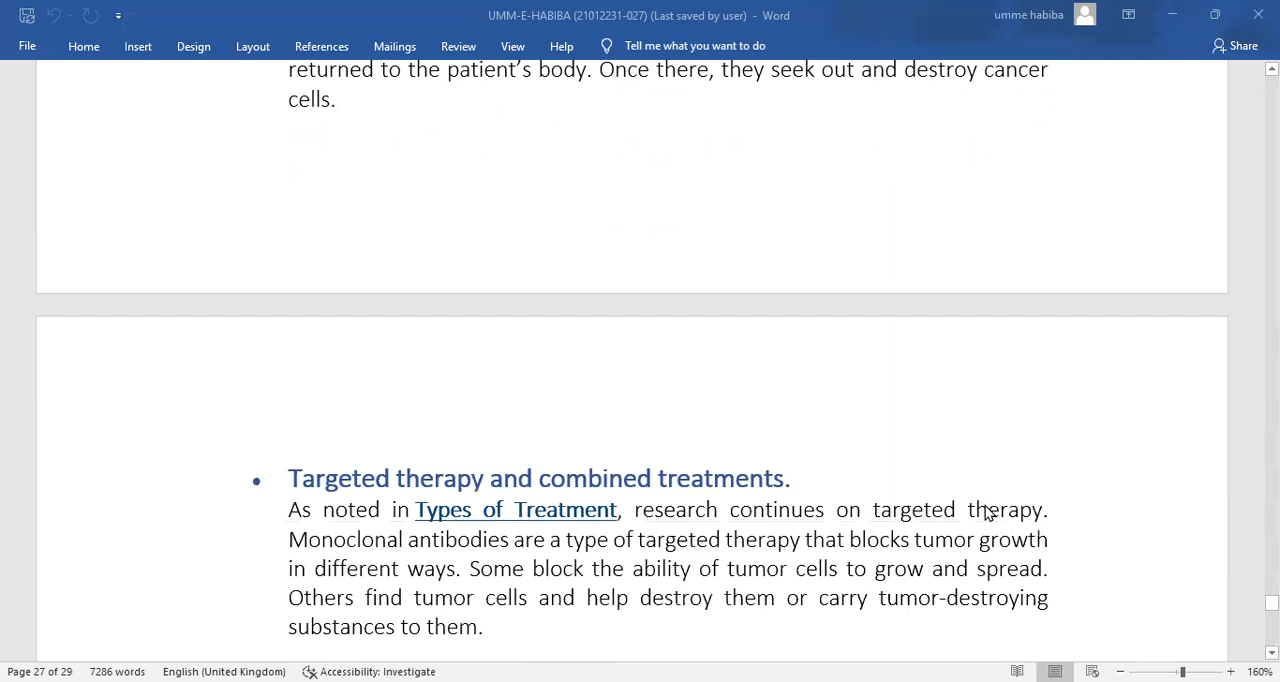 UMM-E-HABIBA (21012231-027) (Last saved by user) - Word
umme habiba
File Home Insert Design Layout References Mailings Review View Help Tell me what you want to do Share
returned to the patient's body. Once there, they seek out and destroy cancer
cells.
• Targeted therapy and combined treatments.
As noted in Types of Treatment, research continues on targeted therapy.
Monoclonal antibodies are a type of targeted therapy that blocks tumor growth
in different ways. Some block the ability of tumor cells to grow and spread.
Others find tumor cells and help destroy them or carry tumor-destroying
substances to them.
Page 27 of 29 7286 words English (United Kingdom) Accessibility: Investigate 160%